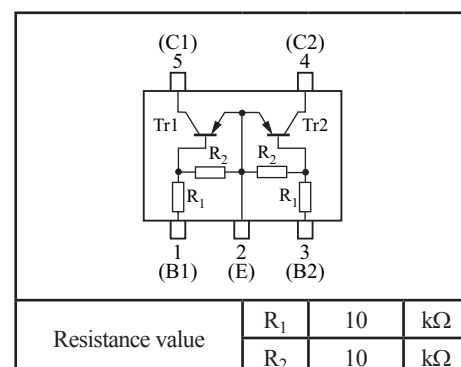 (C1) (C2)
5 4
Tr1 Tr2
R2 R2
R1 R1
1 2 3
(B1) (E) (B2)
Resistance value R1 10 kΩ
R2 10 kΩ